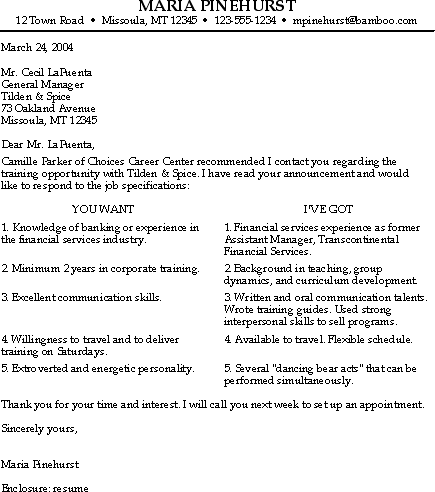 MARIA PINEHURST
12 Town Road • Missoula, MT 12345 • 123-555-1234 • mpinehurst@bamboo.com
March 24, 2004
Mr. Cecil LaPuenta
General Manager
Tilden & Spice
73 Oakland Avenue
Missoula, MT 12345
Dear Mr. LaPuenta,
Camille Parker of Choices Career Center recommended I contact you regarding the
training opportunity with Tilden & Spice. I have read your announcement and would
like to respond to the job specifications:
YOU WANT
1. Knowledge of banking or experience in
the financial services industry.
2. Minimum 2 years in corporate training.
3. Excellent communication skills.
4. Willingness to travel and to deliver
training on Saturdays.
5. Extroverted and energetic personality.
I'VE GOT
1. Financial services experience as former
Assistant Manager, Transcontinental
Financial Services.
2. Background in teaching, group
dynamics, and curriculum development.
3. Written and oral communication talents.
Wrote training guides. Used strong
interpersonal skills to sell programs.
4. Available to travel. Flexible schedule.
5. Several "dancing bear acts" that can be
performed simultaneously.
Thank you for your time and interest. I will call you next week to set up an appointment.
Sincerely yours,
Maria Pinehurst
Enclosure: resume